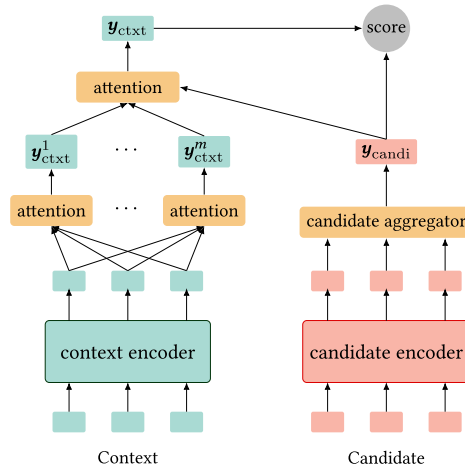 y_ctxt
score
attention
y^1_ctxt ... y^m_ctxt
y_candi
attention ... attention
candidate aggregator
context encoder
candidate encoder
Context
Candidate